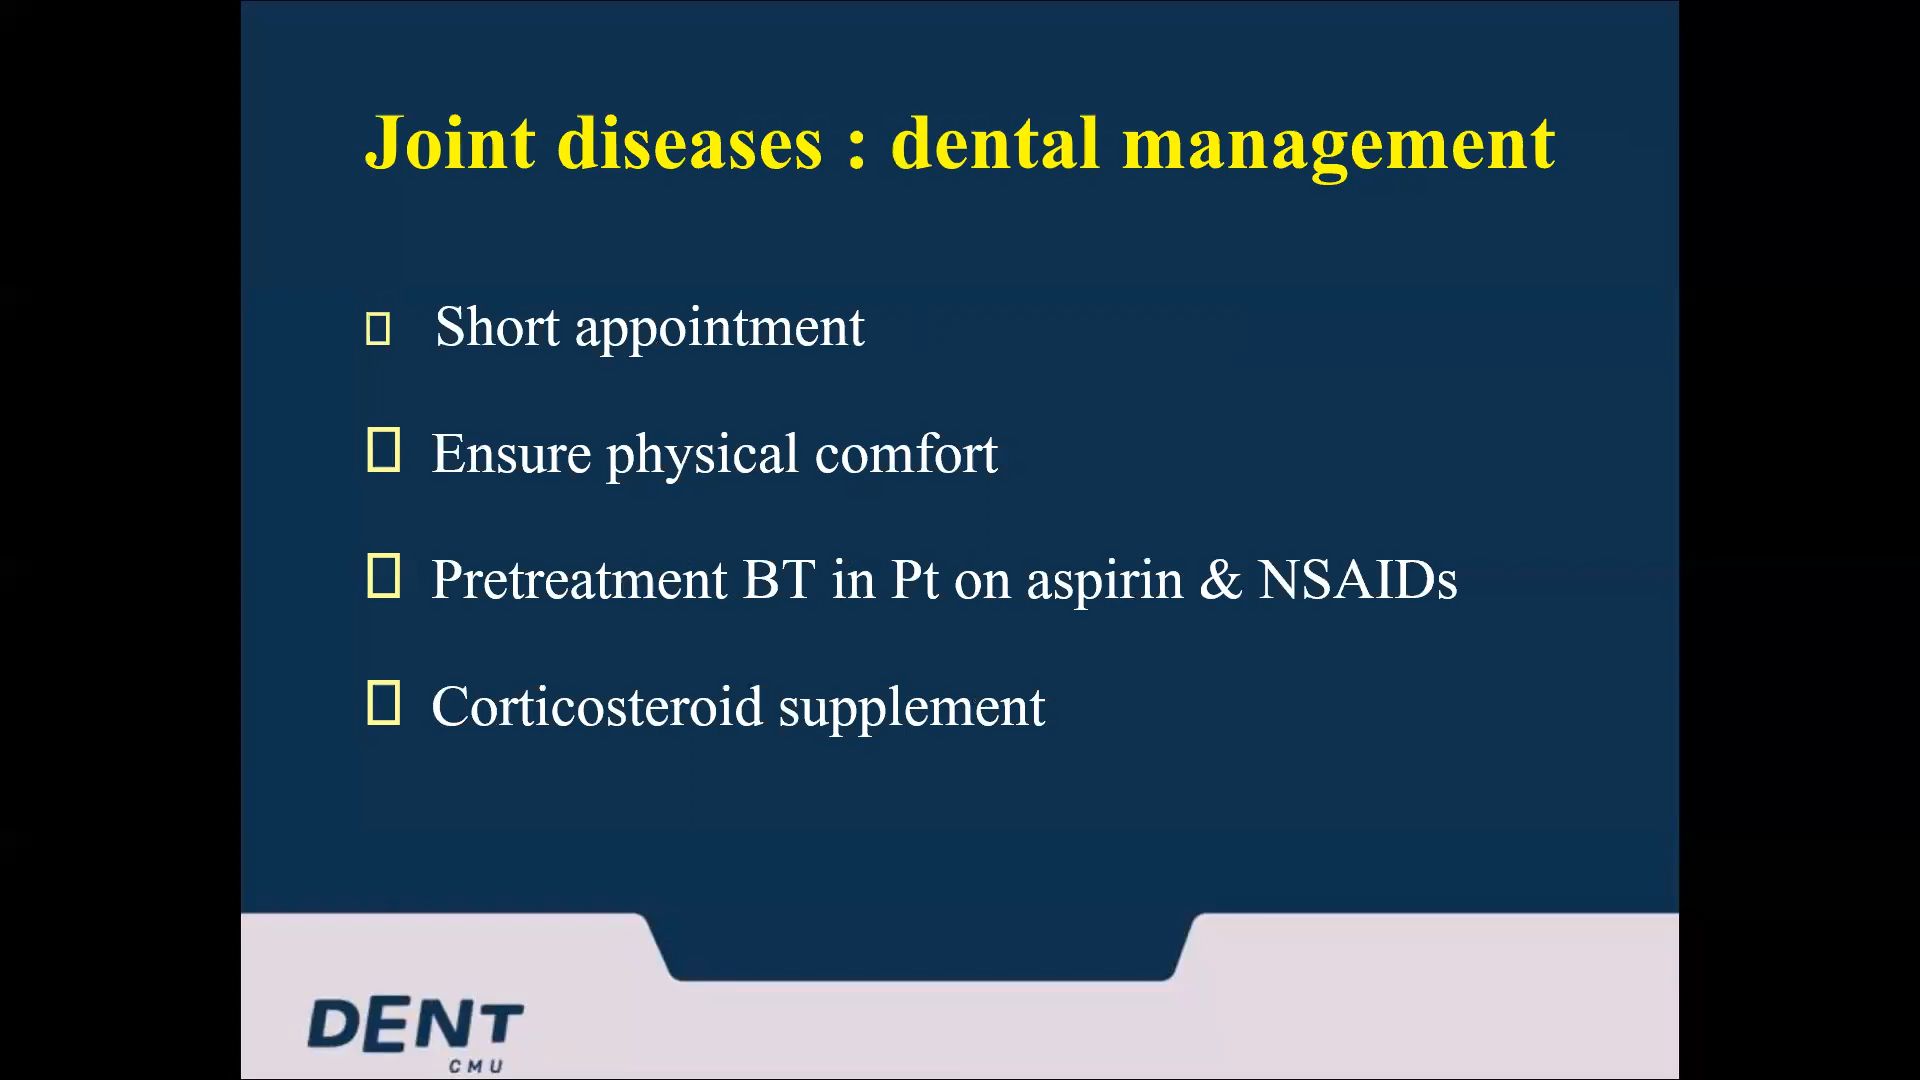 Joint diseases : dental management
Short appointment
Ensure physical comfort
Pretreatment BT in Pt on aspirin & NSAIDs
Corticosteroid supplement
DENT
CMU